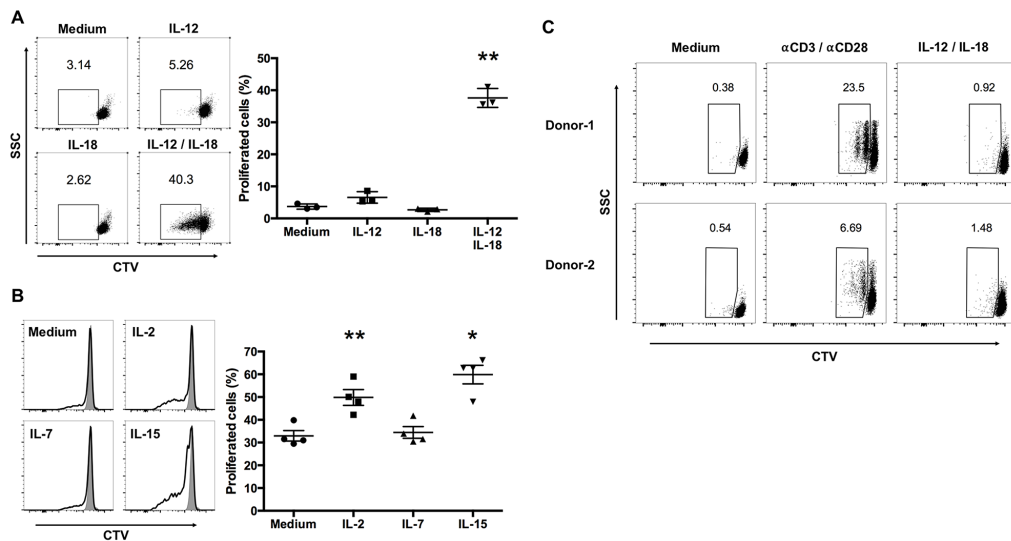 A
Medium
IL-12
3.14
5.26
IL-18
IL-12 / IL-18
2.62
40.3
SSC
CTV
Proliferated cells (%)
50
40
30
20
10
0
**
Medium
IL-12
IL-18
IL-12
IL-18
B
Medium
IL-2
IL-7
IL-15
CTV
Proliferated cells (%)
70
60
50
40
30
20
10
0
**
*
Medium
IL-2
IL-7
IL-15
C
Medium
αCD3 / αCD28
IL-12 / IL-18
Donor-1
0.38
23.5
0.92
Donor-2
0.54
6.69
1.48
SSC
CTV